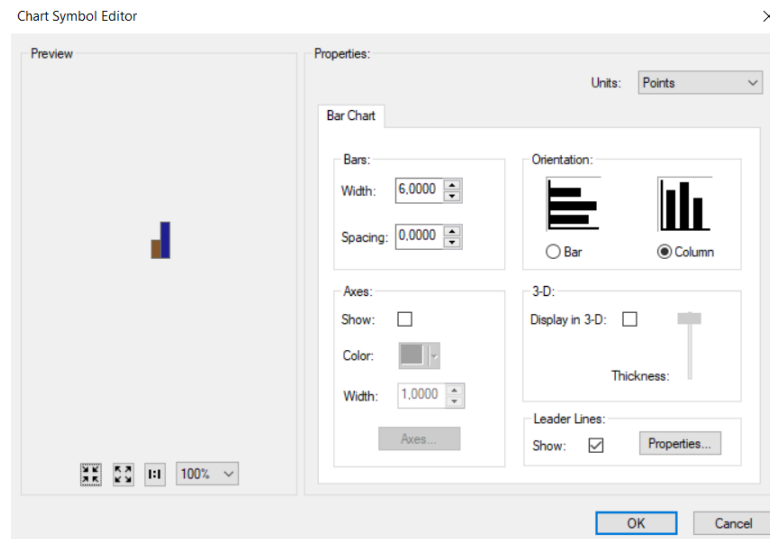 Chart Symbol Editor
Preview
100%
Properties:
Units: Points
Bar Chart
Bars:
Width: 6,0000
Spacing: 0,0000
Orientation:
Bar
Column
Axes:
Show:
Color:
Width: 1,0000
Axes...
3-D:
Display in 3-D:
Thickness:
Leader Lines:
Show:
Properties...
OK
Cancel